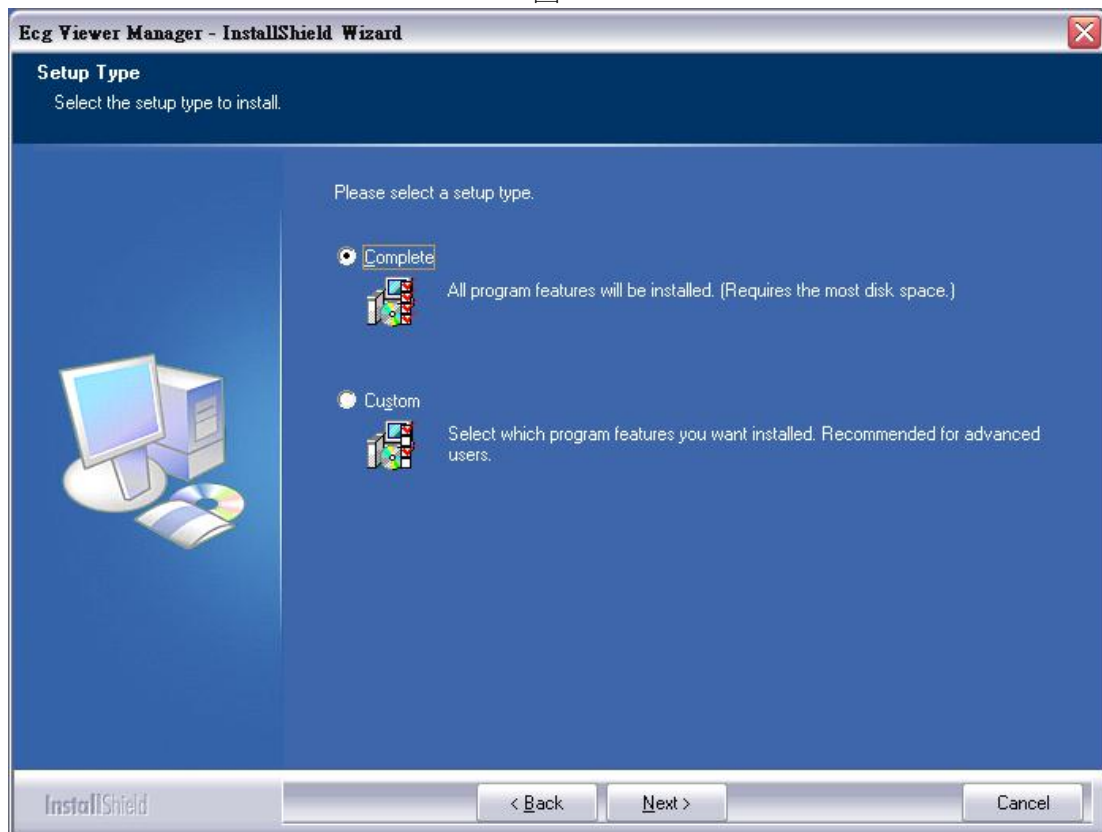 Ecg Viewer Manager - InstallShield Wizard
Setup Type
Select the setup type to install.
Please select a setup type.
Complete
All program features will be installed. (Requires the most disk space.)
Custom
Select which program features you want installed. Recommended for advanced
users.
InstallShield
< Back
Next >
Cancel